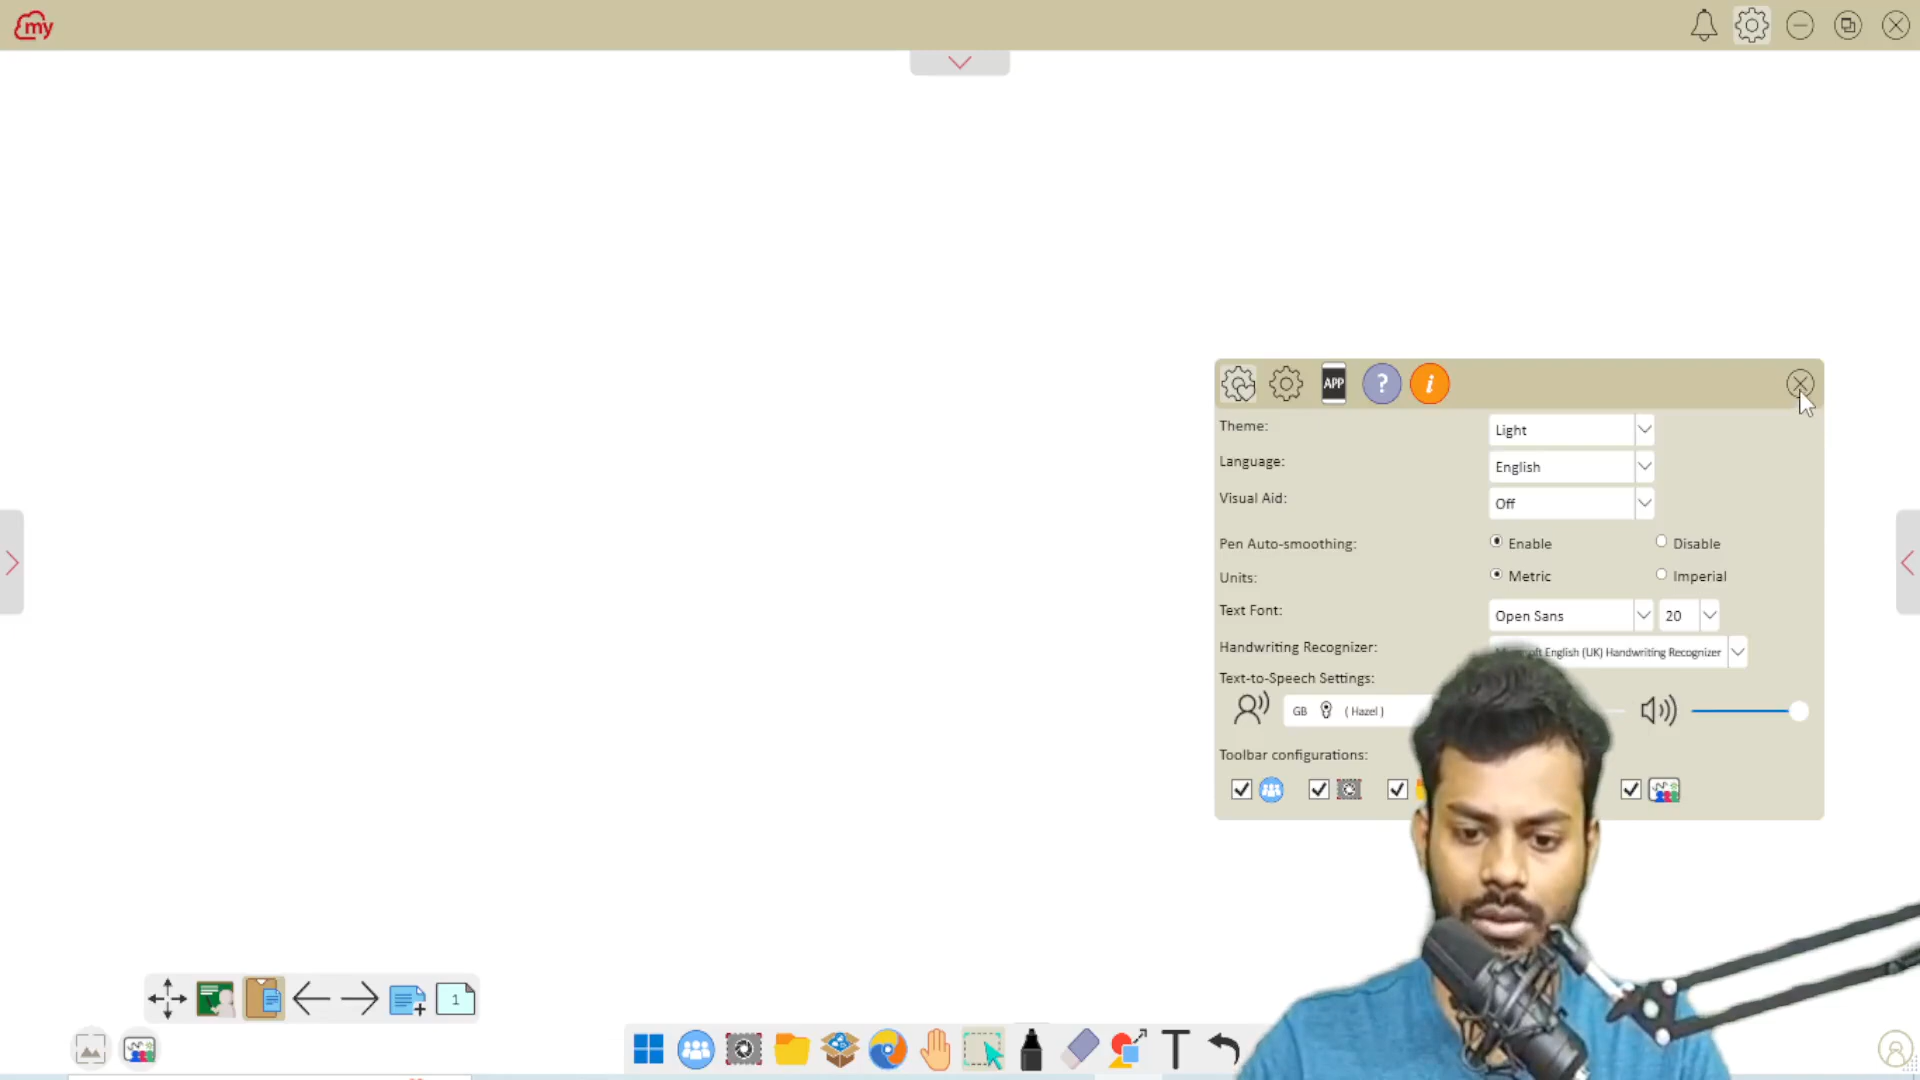 my
APP ? i
Theme: Light
Language: English
Visual Aid: Off
Pen Auto-smoothing: Enable Disable
Units: Metric Imperial
Text Font: Open Sans 20
Handwriting Recognizer: English (UK) Handwriting Recognizer
Text-to-Speech Settings:
GB ( Hazel )
Toolbar configurations:
1
T